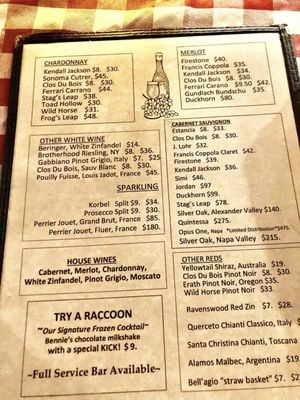 CHARDONNAY
Kendall Jackson $8. $30.
Sonoma Cutrer, $45.
Clos Du Bois $8. $30.
Ferrari Carrano $44.
Stag's Leap $38.
Toad Hollow $30.
Wild Horse $31.
Frog's Leap $48.
OTHER WHITE WINE
Beringer, White Zinfandel $14.
Brotherhood Riesling, NY $8. $36.
Gabbiano Pinot Grigio, Italy $7. $25
Clos Du Bois, Sauv Blanc $8. $30.
Pouilly Fuisse, Louis Jadot, France $45.
SPARKLING
Korbel Split $9. $34.
Prosecco Split $9. $30.
Perrier Jouet, Grand Brut, France $85.
Perrier Jouet, Fluer, France $180.
HOUSE WINES
Cabernet, Merlot, Chardonnay,
White Zinfandel, Pinot Grigio, Moscato
TRY A RACCOON
~Our Signature Frozen Cocktail~
Bennie's chocolate milkshake
with a special KICK! $9.
~Full Service Bar Available~
MERLOT
Firestone $40.
Francis Coppola $35.
Kendall Jackson $34.
Clos Du Bois $8. $30.
Ferrari Carano $9.50 $42.
Gundlach Bundschu $35.
Duckhorn $80.
CABERNET SAUVIGNON
Estancia $8. $33.
Clos Du Bois $8. $30.
J. Lohr $32.
Francis Coppola Claret $42.
Firestone $39.
Kendall Jackson $36.
Simi $46.
Jordan $97
Duckhorn $99.
Stag's Leap $78.
Silver Oak, Alexander Valley $140.
Quintessa $275.
Opus One, Napa *Limited Distribution*$475.
Silver Oak, Napa Valley $215.
OTHER REDS
Yellowtail Shiraz, Australia $19.
Clos Du Bois Pinot Noir $8. $30.
Erath Pinot Noir, Oregon $35.
Wild Horse Pinot Noir $33.
Ravenswood Red Zin $7. $28.
Querceto Chianti Classico, Italy
Santa Christina Chianti, Toscana
Alamos Malbec, Argentina $
Bell'agio "straw basket" $7. $2